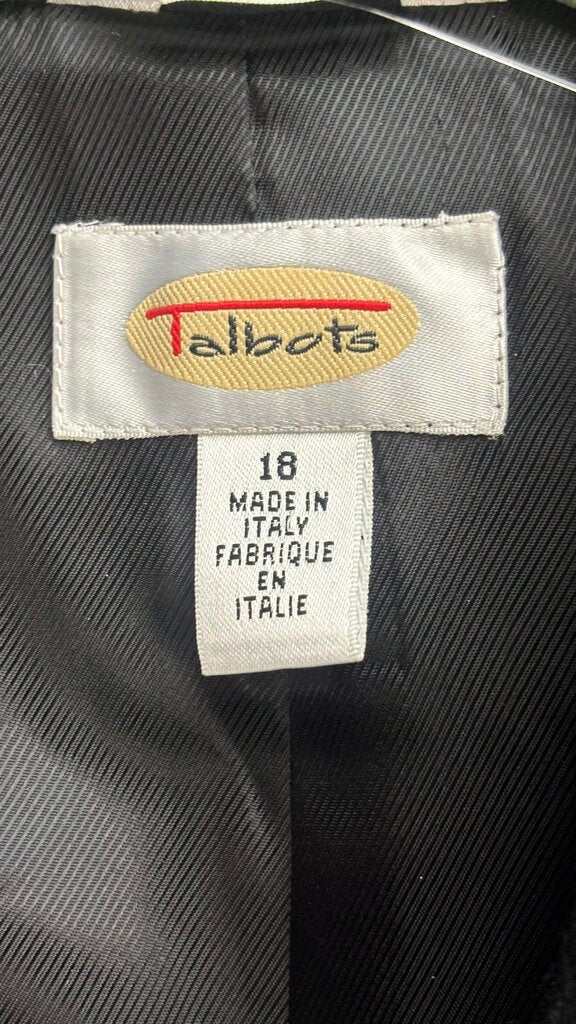 Talbots
18
MADE IN
ITALY
FABRIQUE
EN
ITALIE